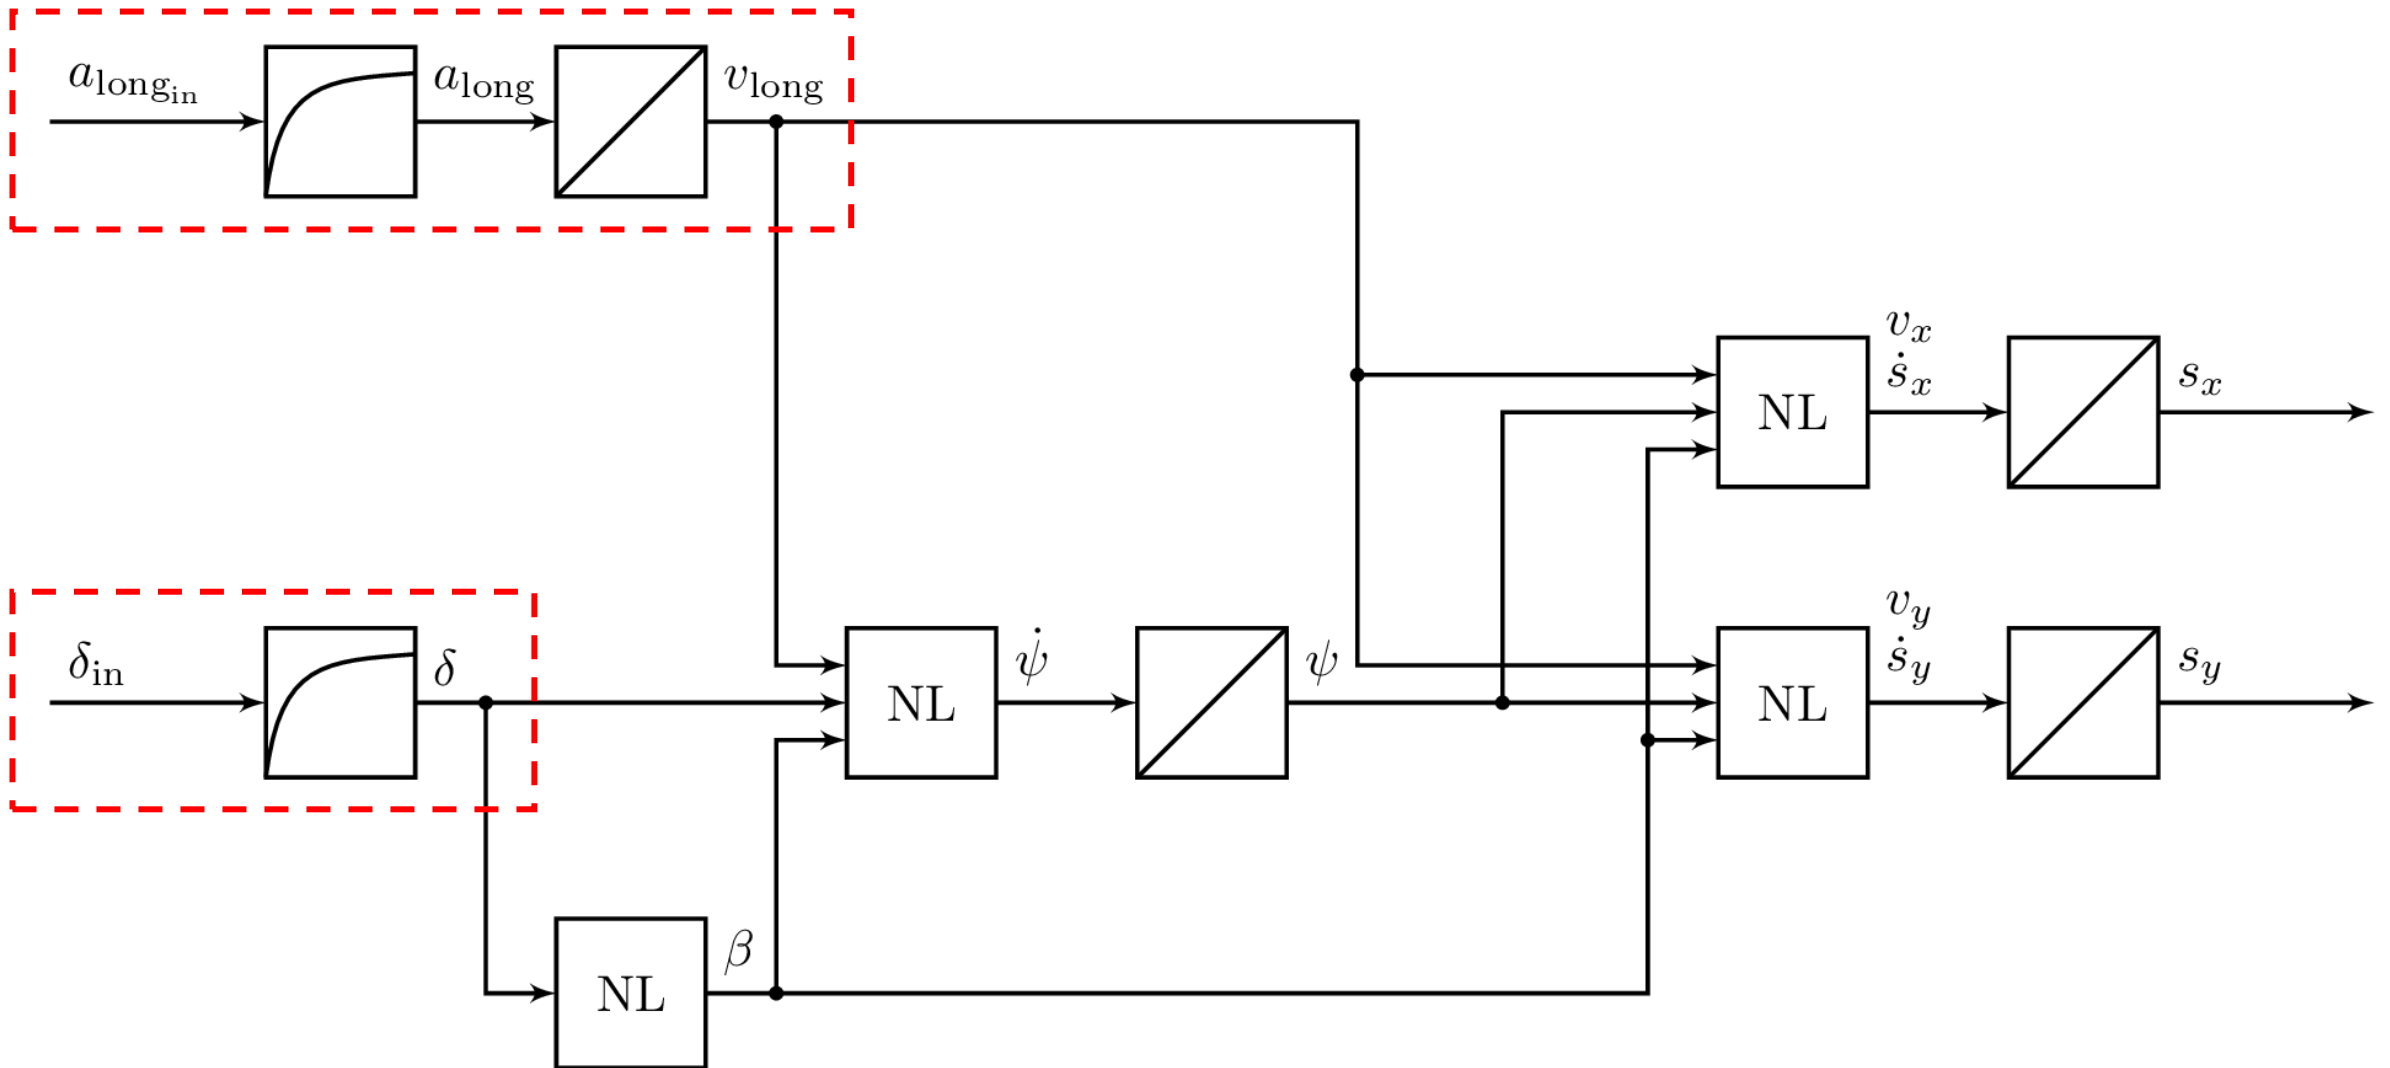 a_long_in
a_long
v_long
v_x
ṡ_x
s_x
NL
δ_in
δ
NL
ψ̇
ψ
v_y
ṡ_y
s_y
NL
β
NL